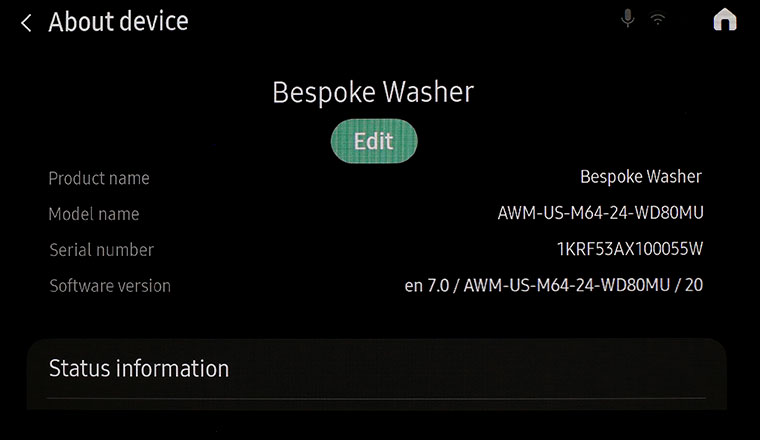 About device
Bespoke Washer
Edit
Product name Bespoke Washer
Model name AWM-US-M64-24-WD80MU
Serial number 1KRF53AX100055W
Software version en 7.0 / AWM-US-M64-24-WD80MU / 20
Status information